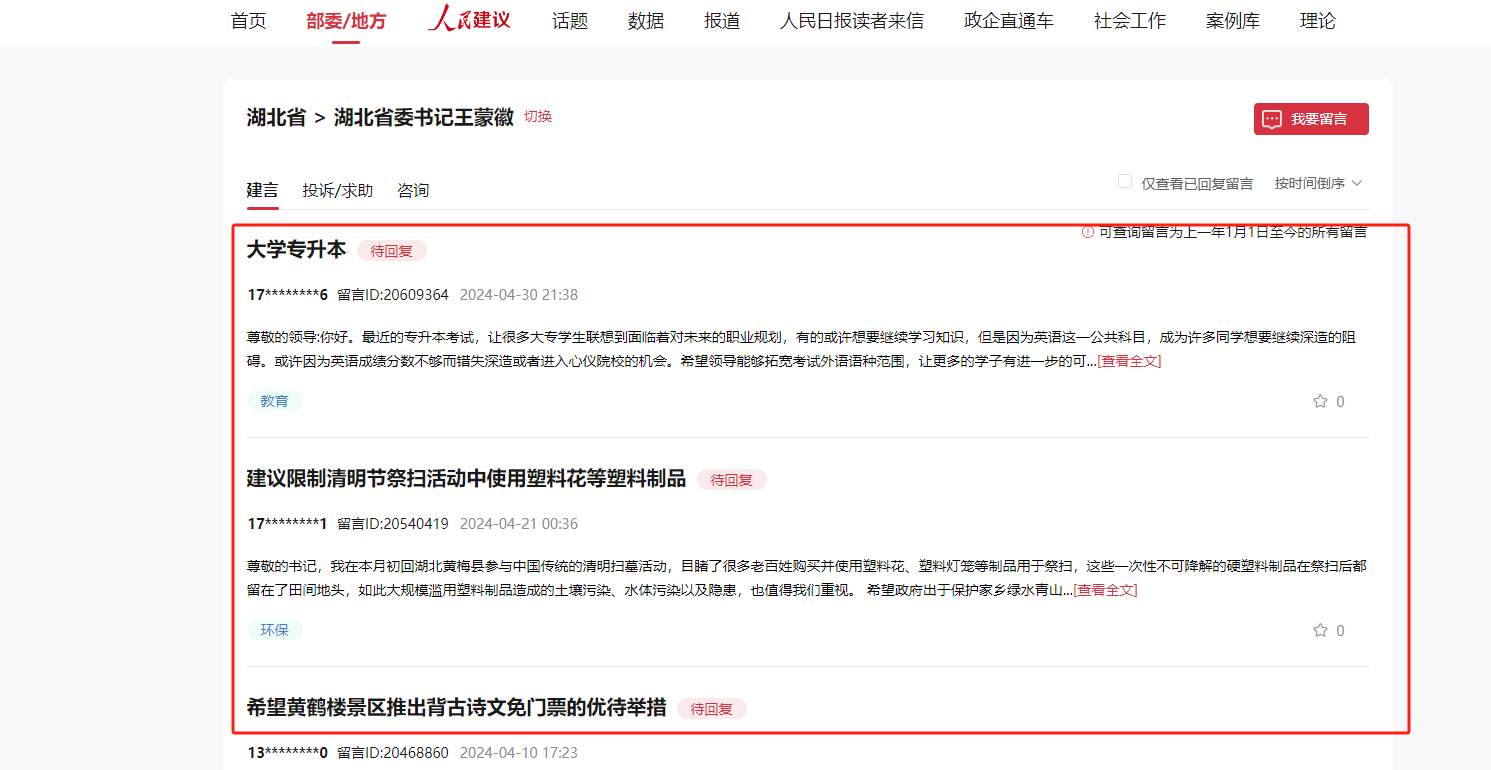 首页 部委/地方 人民建议 话题 数据 报道 人民日报读者来信 政企直通车 社会工作 案例库 理论
湖北省 > 湖北省委书记王蒙徽 切换 我要留言
建言 投诉/求助 咨询 仅查看已回复留言 按时间倒序
可查询留言为上一年1月1日至今的所有留言
大学专升本 待回复
17********6 留言ID:20609364 2024-04-30 21:38
尊敬的领导:你好。最近的专升本考试，让很多大专学生联想到面临着对未来的职业规划，有的或许想要继续学习知识，但是因为英语这一公共科目，成为许多同学想要继续深造的阻
碍。或许因为英语成绩分数不够而错失深造或者进入心仪院校的机会。希望领导能够拓宽考试外语语种范围，让更多的学子有进一步的可...[查看全文]
教育 0
建议限制清明节祭扫活动中使用塑料花等塑料制品 待回复
17********1 留言ID:20540419 2024-04-21 00:36
尊敬的书记，我在本月初回湖北黄梅县参与中国传统的清明扫墓活动，目睹了很多老百姓购买并使用塑料花、塑料灯笼等制品用于祭扫，这些一次性不可降解的硬塑料制品在祭扫后都
留在了田间地头，如此大规模滥用塑料制品造成的土壤污染、水体污染以及隐患，也值得我们重视。 希望政府出于保护家乡绿水青山...[查看全文]
环保 0
希望黄鹤楼景区推出背古诗文免门票的优待举措 待回复
13********0 留言ID:20468860 2024-04-10 17:23